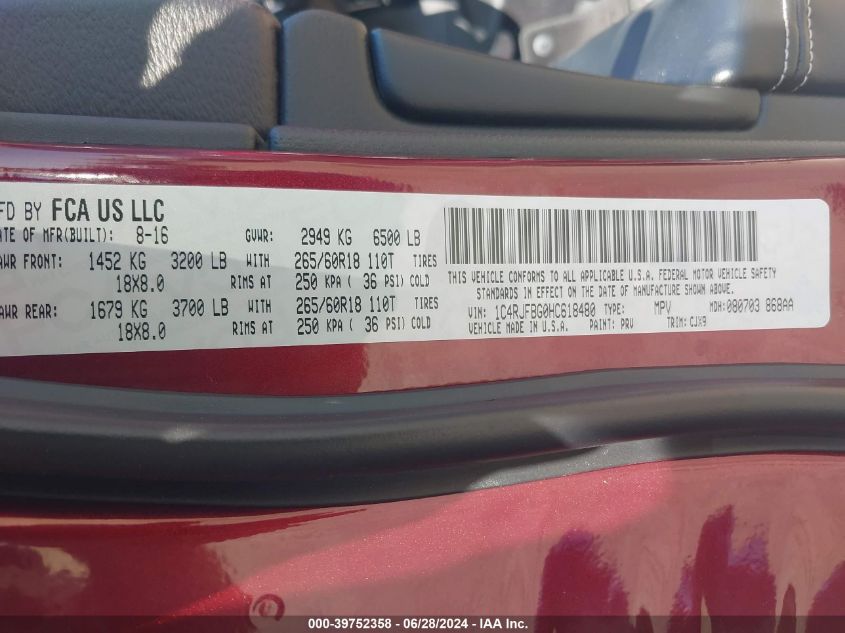 FD BY FCA US LLC
ATE OF MFR(BUILT): 8-16 GVWR: 2949 KG 6500 LB
AWR FRONT: 1452 KG 3200 LB WITH 265/60R18 110T TIRES
18X8.0 RIMS AT 250 KPA ( 36 PSI) COLD
AWR REAR: 1679 KG 3700 LB WITH 265/60R18 110T TIRES
18X8.0 RIMS AT 250 KPA ( 36 PSI) COLD
THIS VEHICLE CONFORMS TO ALL APPLICABLE U.S.A. FEDERAL MOTOR VEHICLE SAFETY
STANDARDS IN EFFECT ON THE DATE OF MANUFACTURE SHOWN ABOVE.
VIN: 1C4RJFBG0HC618480 TYPE: MPV MDH:080703 868AA
VEHICLE MADE IN U.S.A. PAINT: PRV TRIM: CJX9
000-39752358 - 06/28/2024 - IAA Inc.